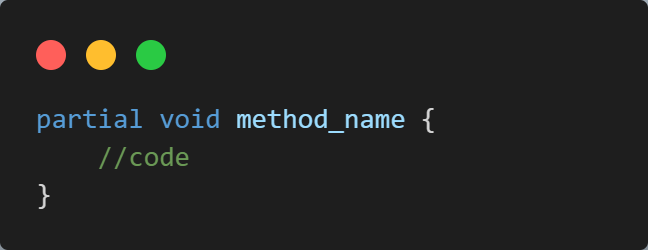 partial void method_name {
    //code
}